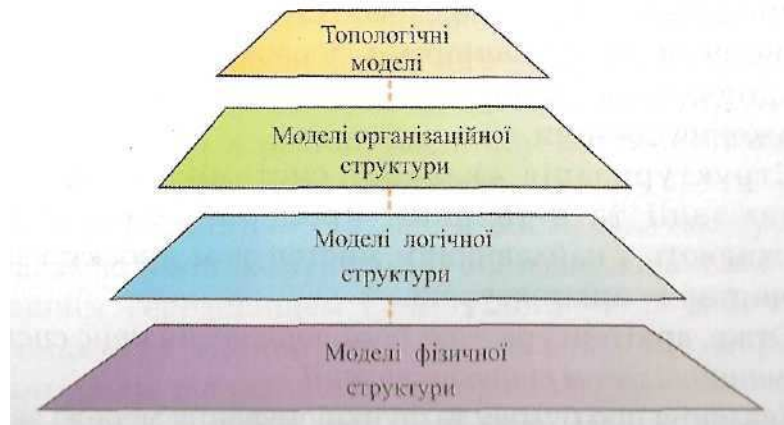 Топологічні
моделі
Моделі організаційної
структури
Моделі логічної
структури
Моделі фізичної
структури